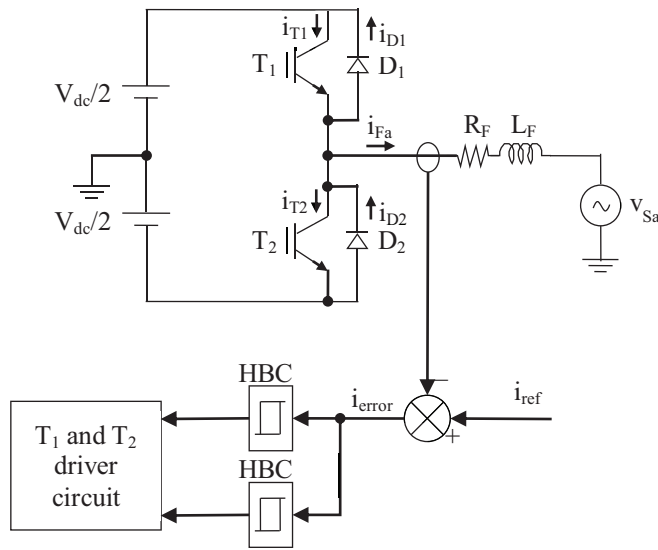 i_T1
i_D1
T_1
D_1
V_dc/2
i_Fa
R_F
L_F
V_dc/2
i_T2
i_D2
T_2
D_2
v_Sa
HBC
i_error
−
i_ref
+
T_1 and T_2
driver
circuit
HBC